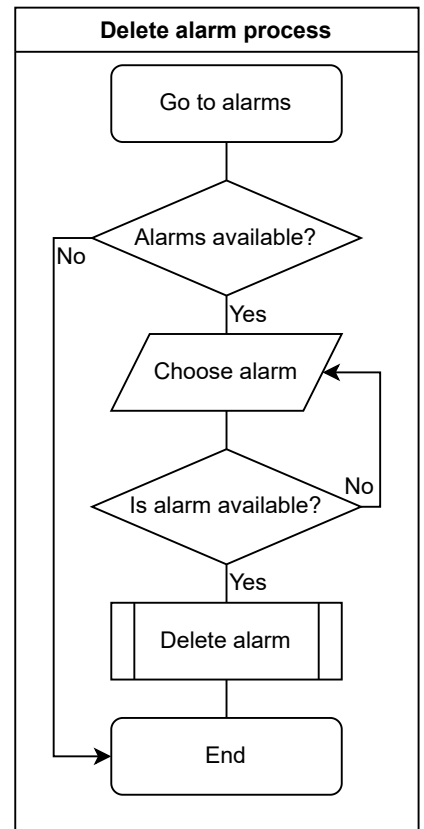 Delete alarm process
Go to alarms
Alarms available?
No
Yes
Choose alarm
Is alarm available?
No
Yes
Delete alarm
End